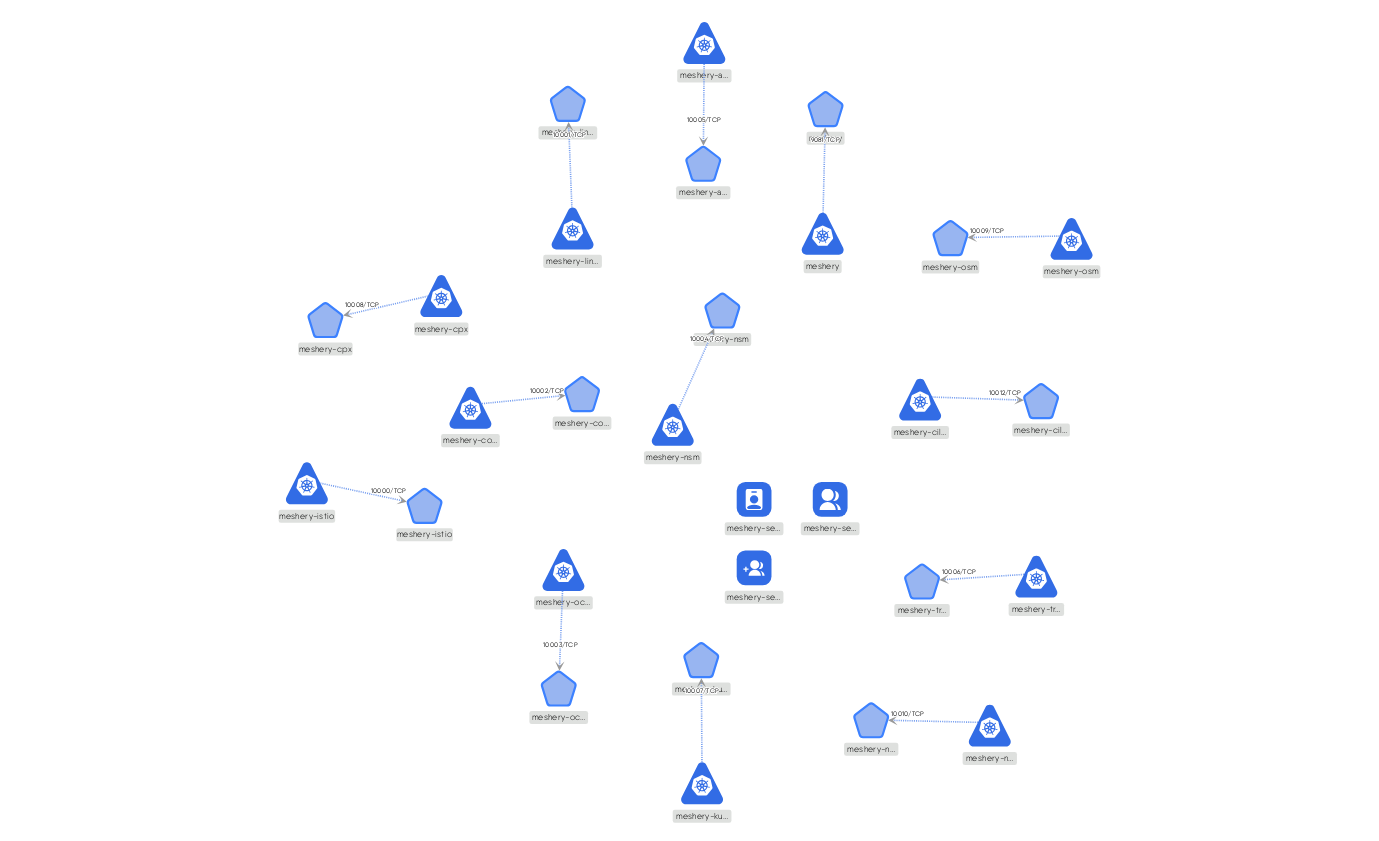 meshery-a...
10005/TCP
meshery-a...
10001/TCP
meshery-lin...
9081/TCP
meshery
10009/TCP
meshery-osm
meshery-osm
10008/TCP
meshery-cpx
meshery-cpx
10004/TCP
meshery-nsm
10002/TCP
meshery-co...
meshery-co...
10012/TCP
meshery-cil...
meshery-cil...
10000/TCP
meshery-istio
meshery-istio
meshery-se...
meshery-se...
meshery-se...
10006/TCP
meshery-tr...
meshery-tr...
meshery-oc...
10003/TCP
meshery-oc...
10007/TCP
meshery-ku...
10010/TCP
meshery-n...
meshery-n...